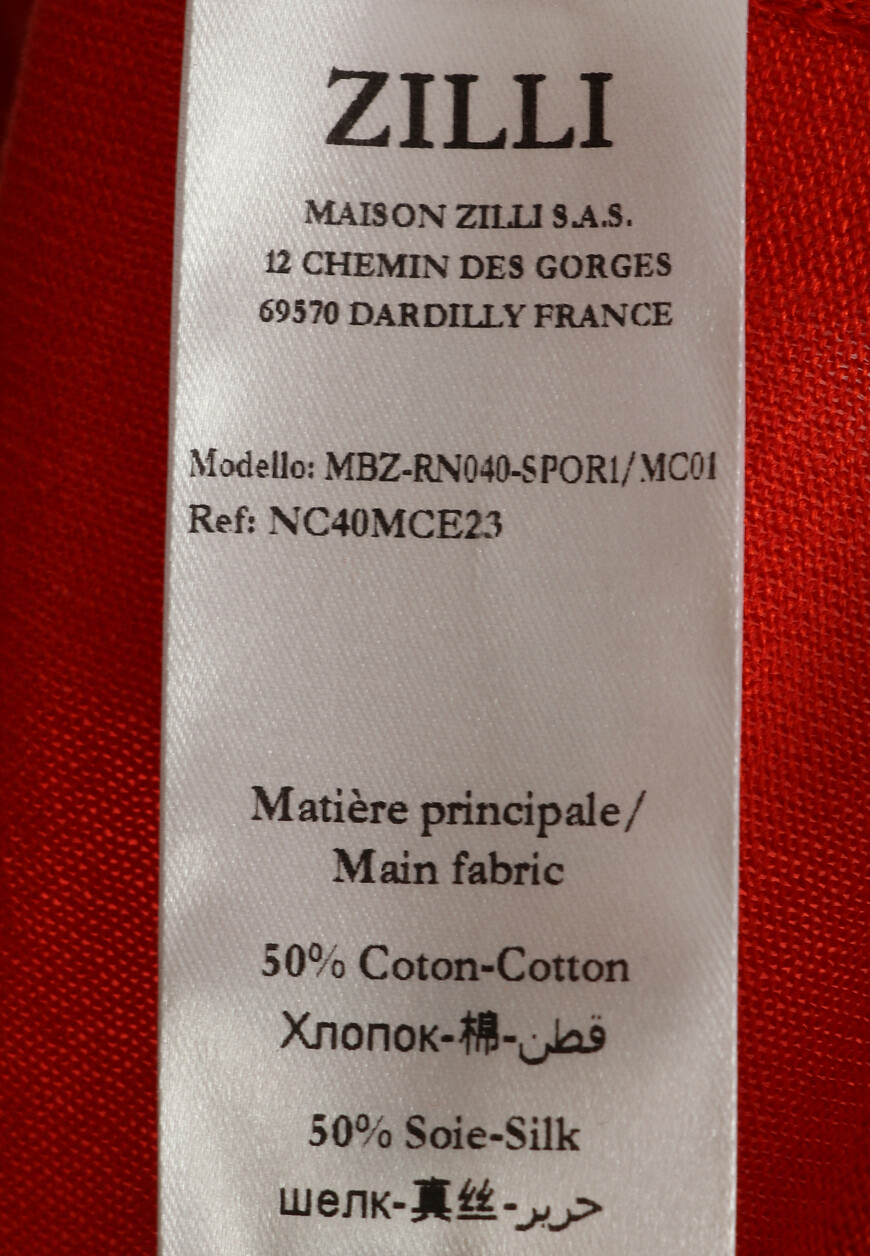 ZILLI
MAISON ZILLI S.A.S.
12 CHEMIN DES GORGES
69570 DARDILLY FRANCE
Modello: MBZ-RN040-SPOR1/MC01
Ref: NC40MCE23
Matière principale/
Main fabric
50% Coton-Cotton
Хлопок-棉-قطن
50% Soie-Silk
шелк-真丝-حرير